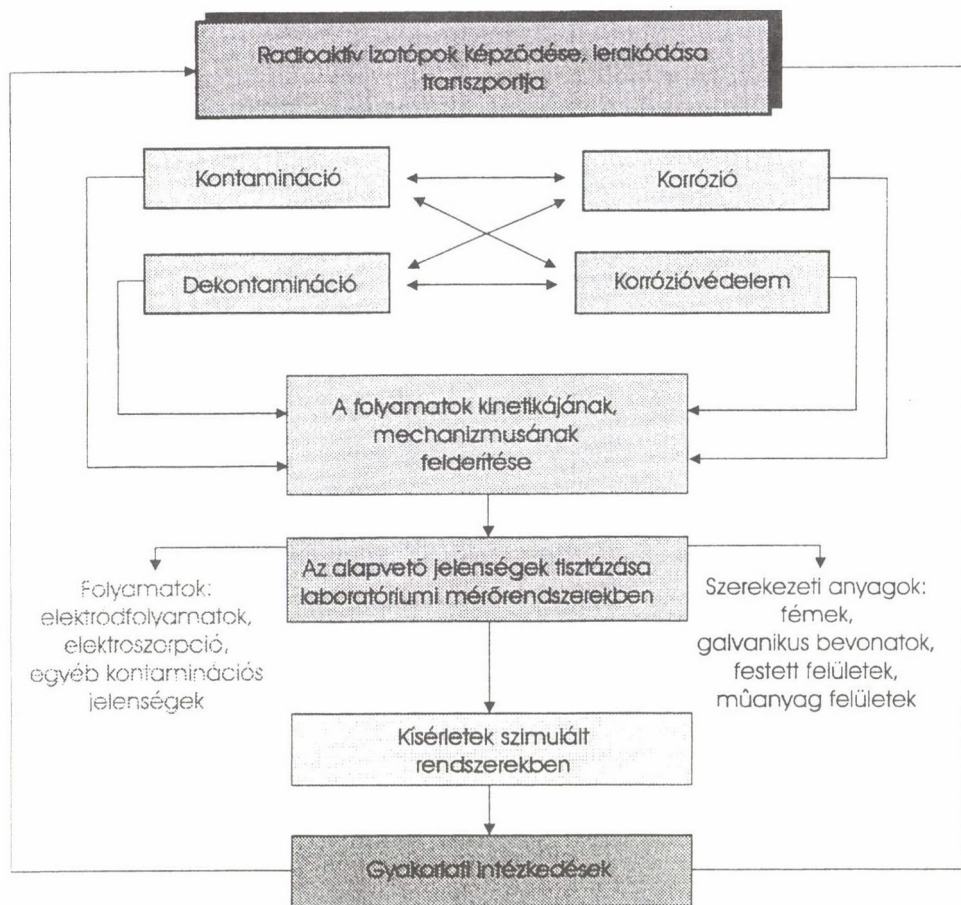 Radioaktív izotópok képződése, lerakódása
transzportja
Kontamináció
Korrózió
Dekontamináció
Korrózióvédelem
A folyamatok kinetikájának,
mechanizmusának
felderítése
Az alapvető jelenségek tisztázása
laboratóriumi mérőrendszerekben
Folyamatok:
elektródfolyamatok,
elektroszorpció,
egyéb kontaminációs
jelenségek
Szerekezeti anyagok:
fémek,
galvanikus bevonatok,
festett felületek,
mûanyag felületek
Kísérletek szimulált
rendszerekben
Gyakorlati intézkedések